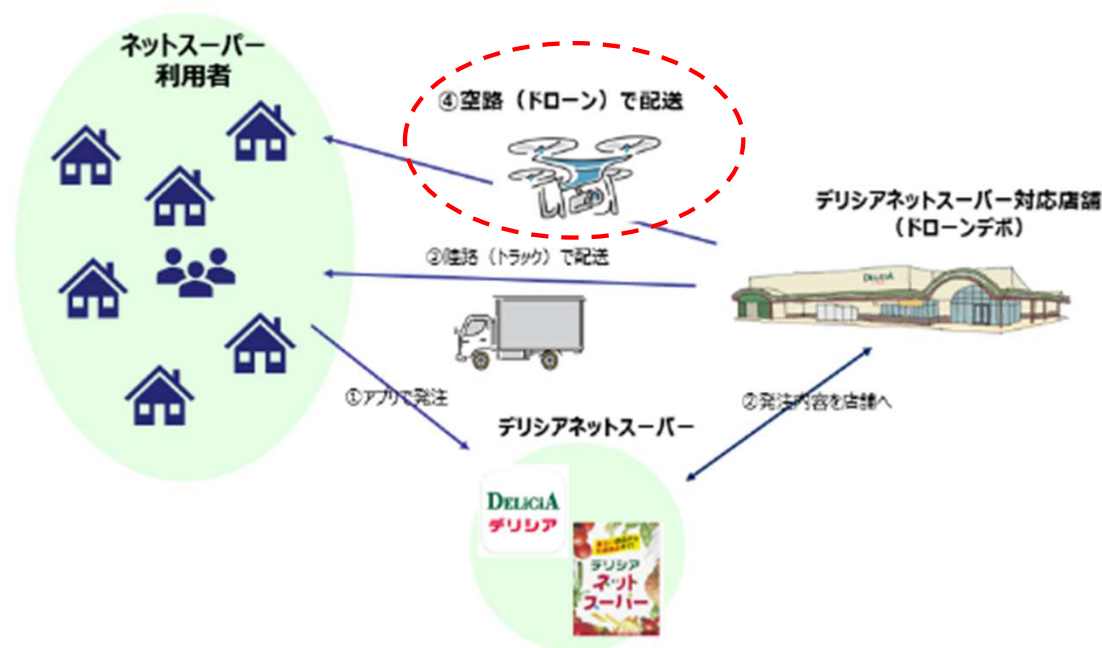 ネットスーパー
利用者
④空路（ドローン）で配送
デリシアネットスーパー対応店舗
（ドローンデポ）
③陸路（トラック）で配送
DELICIA
①アプリで発注
②発注内容を店舗へ
デリシアネットスーパー
DELICIA
デリシア
デリシア
ネット
スーパー